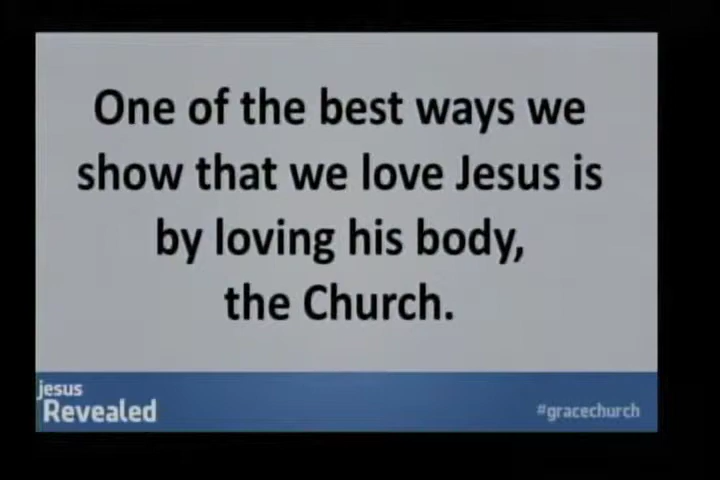 One of the best ways we
show that we love Jesus is
by loving his body,
the Church.
jesus
Revealed
#gracechurch